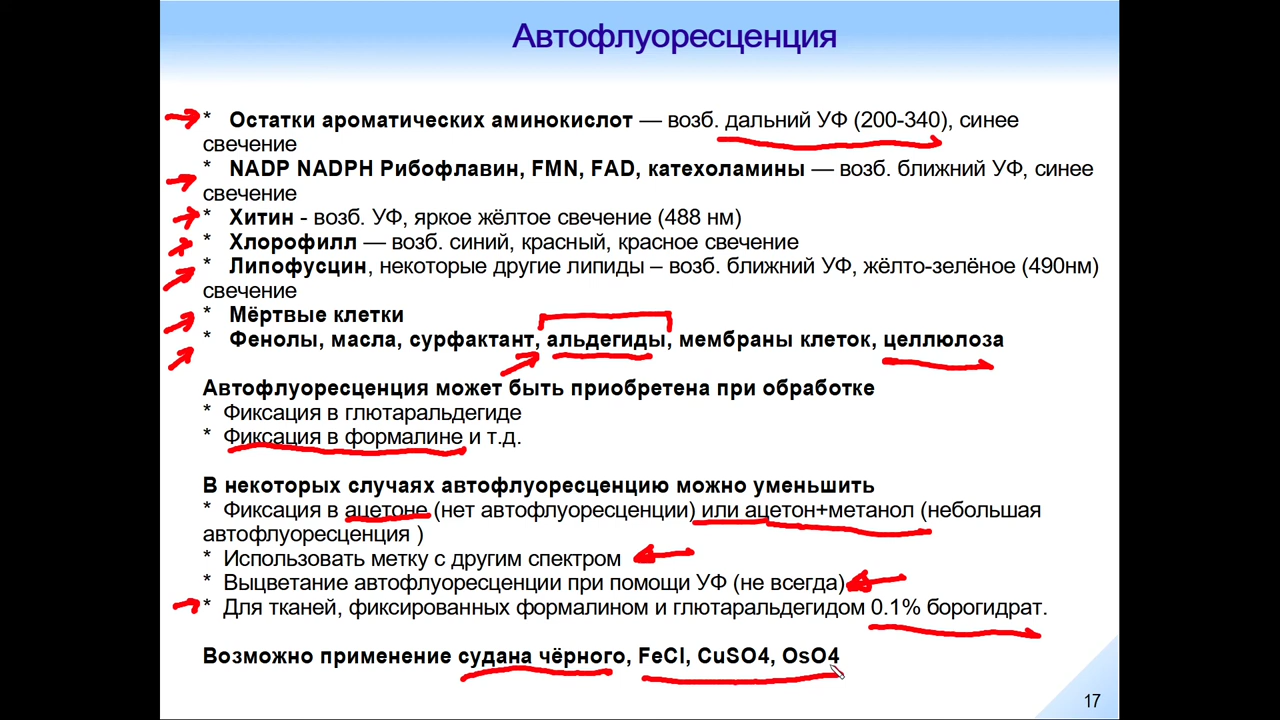 Автофлуоресценция
* Остатки ароматических аминокислот — возб. дальний УФ (200-340), синее
свечение
* NADP NADPH Рибофлавин, FMN, FAD, катехоламины — возб. ближний УФ, синее
свечение
* Хитин - возб. УФ, яркое жёлтое свечение (488 нм)
* Хлорофилл — возб. синий, красный, красное свечение
* Липофусцин, некоторые другие липиды – возб. ближний УФ, жёлто-зелёное (490нм)
свечение
* Мёртвые клетки
* Фенолы, масла, сурфактант, альдегиды, мембраны клеток, целлюлоза
Автофлуоресценция может быть приобретена при обработке
* Фиксация в глютаральдегиде
* Фиксация в формалине и т.д.
В некоторых случаях автофлуоресценцию можно уменьшить
* Фиксация в ацетоне (нет автофлуоресценции) или ацетон+метанол (небольшая
автофлуоресценция )
* Использовать метку с другим спектром
* Выцветание автофлуоресценции при помощи УФ (не всегда)
* Для тканей, фиксированных формалином и глютаральдегидом 0.1% борогидрат.
Возможно применение судана чёрного, FeCl, CuSO4, OsO4
17